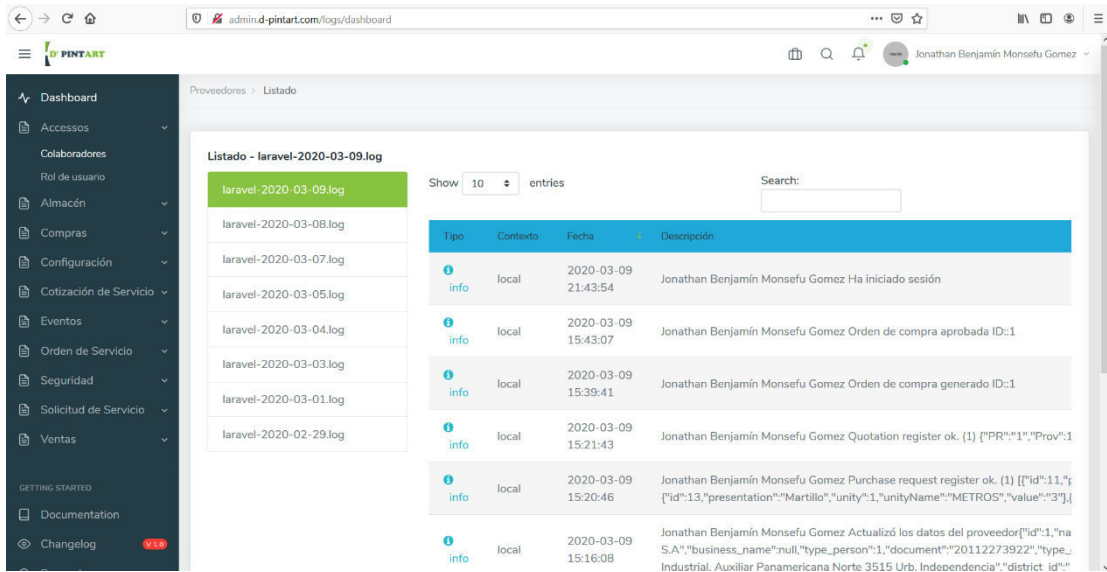 admin.d-pintart.com/logs/dashboard
D' PINTART
Jonathan Benjamín Monsefu Gomez
Dashboard
Accessos
Colaboradores
Rol de usuario
Almacén
Compras
Configuración
Cotización de Servicio
Eventos
Orden de Servicio
Seguridad
Solicitud de Servicio
Ventas
GETTING STARTED
Documentation
Changelog
V 1.0
Proveedores > Listado
Listado - laravel-2020-03-09.log
laravel-2020-03-09.log
laravel-2020-03-08.log
laravel-2020-03-07.log
laravel-2020-03-05.log
laravel-2020-03-04.log
laravel-2020-03-03.log
laravel-2020-03-01.log
laravel-2020-02-29.log
Show 10 entries
Search:
Tipo Contexto Fecha Descripción
info local 2020-03-09 21:43:54 Jonathan Benjamín Monsefu Gomez Ha iniciado sesión
info local 2020-03-09 15:43:07 Jonathan Benjamín Monsefu Gomez Orden de compra aprobada ID::1
info local 2020-03-09 15:39:41 Jonathan Benjamín Monsefu Gomez Orden de compra generado ID::1
info local 2020-03-09 15:21:43 Jonathan Benjamín Monsefu Gomez Quotation register ok. (1) {"PR":"1","Prov":1
info local 2020-03-09 15:20:46 Jonathan Benjamín Monsefu Gomez Purchase request register ok. (1) [{"id":11,"p
{"id":13,"presentation":"Martillo","unity":1,"unityName":"METROS","value":"3"},{
info local 2020-03-09 15:16:08 Jonathan Benjamín Monsefu Gomez Actualizó los datos del proveedor{"id":1,"na
S.A","business_name":null,"type_person":1,"document":"20112273922","type_
Industrial, Auxiliar Panamericana Norte 3515 Urb. Independencia","district_id":"